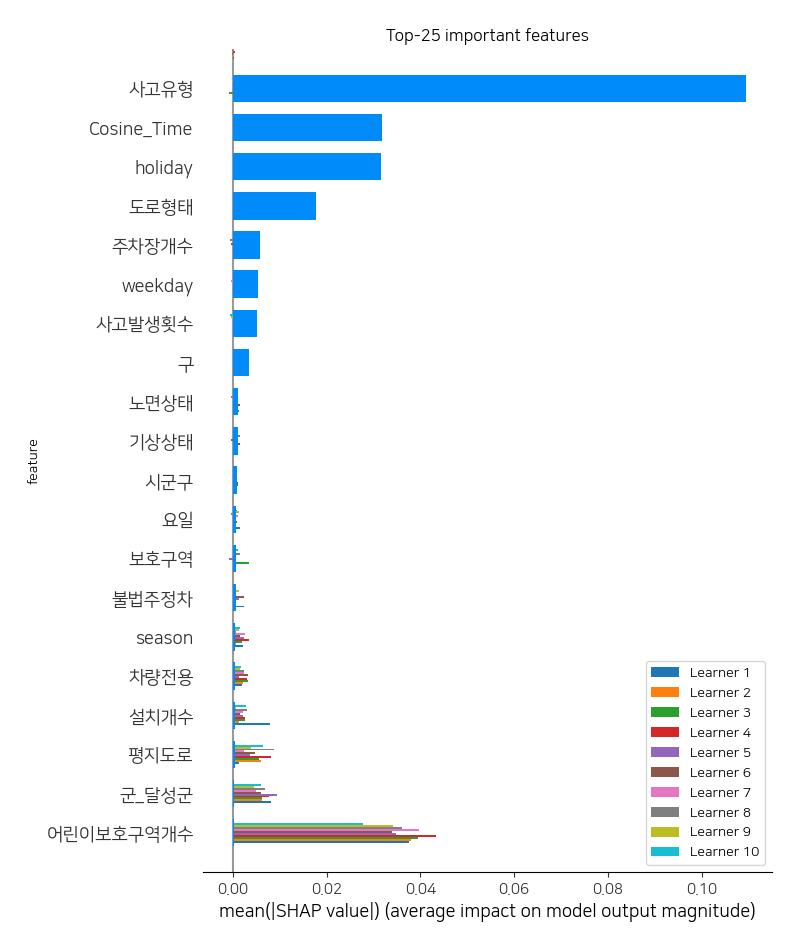 Top-25 important features
사고유형
Cosine_Time
holiday
도로형태
주차장개수
weekday
사고발생횟수
구
노면상태
기상상태
시군구
요일
보호구역
불법주정차
season
차량전용
설치개수
평지도로
군_달성군
어린이보호구역개수
feature
Learner 1
Learner 2
Learner 3
Learner 4
Learner 5
Learner 6
Learner 7
Learner 8
Learner 9
Learner 10
0.00 0.02 0.04 0.06 0.08 0.10
mean(|SHAP value|) (average impact on model output magnitude)